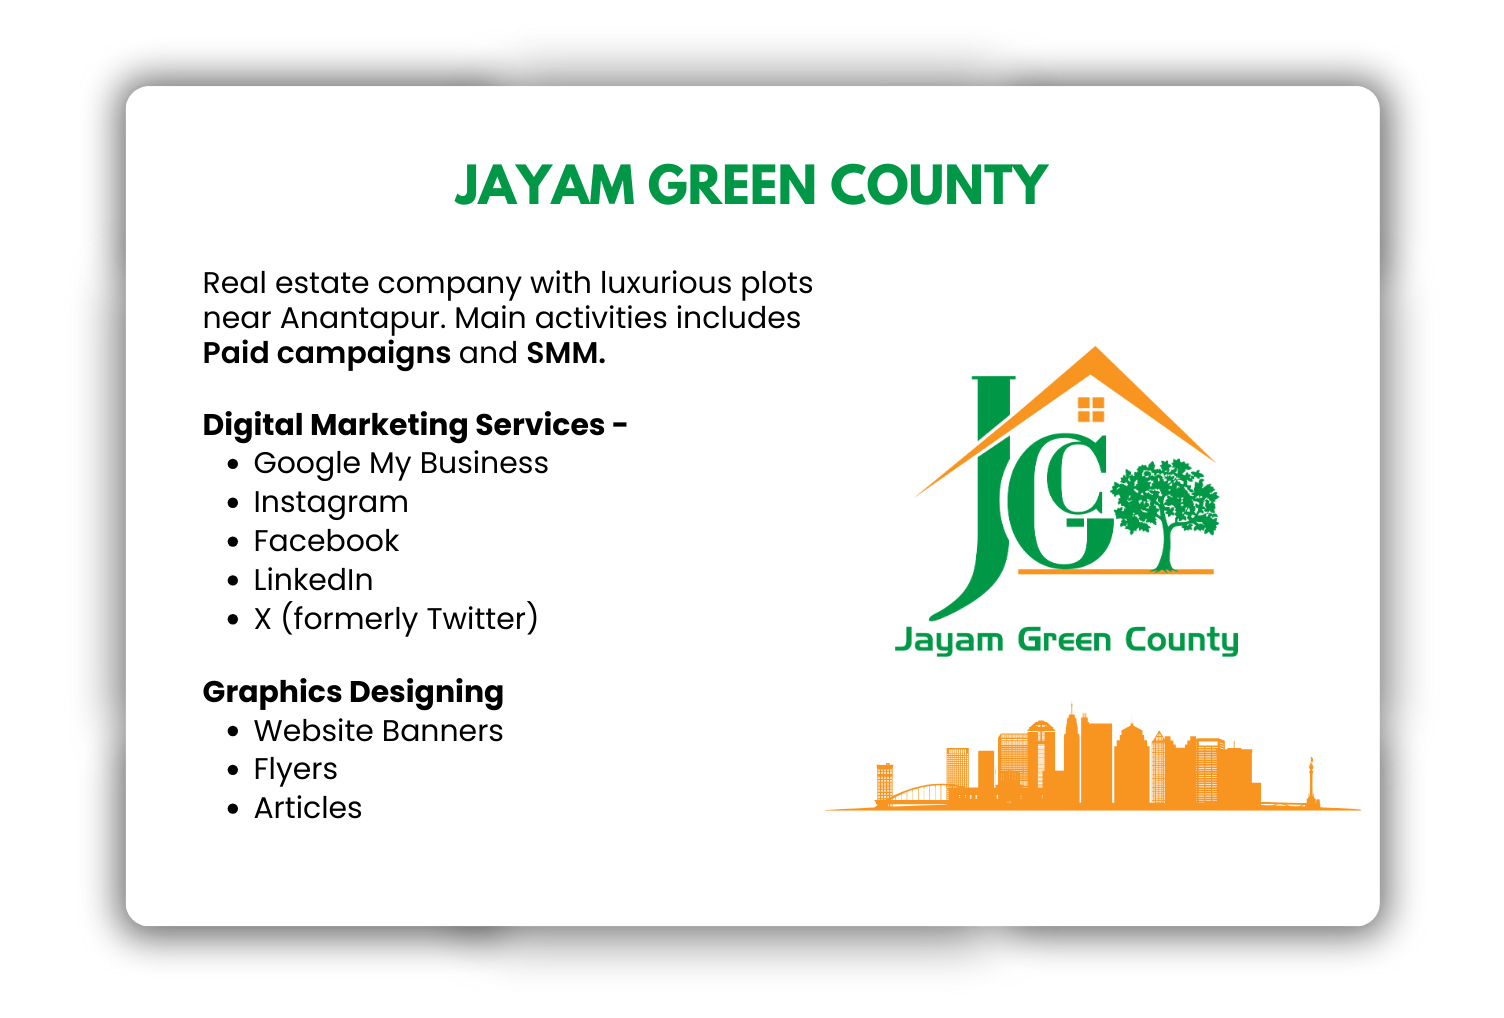 JAYAM GREEN COUNTY
Real estate company with luxurious plots
near Anantapur. Main activities includes
Paid campaigns and SMM.
Digital Marketing Services -
• Google My Business
• Instagram
• Facebook
• LinkedIn
• X (formerly Twitter)
Graphics Designing
• Website Banners
• Flyers
• Articles
JGC
Jayam Green County